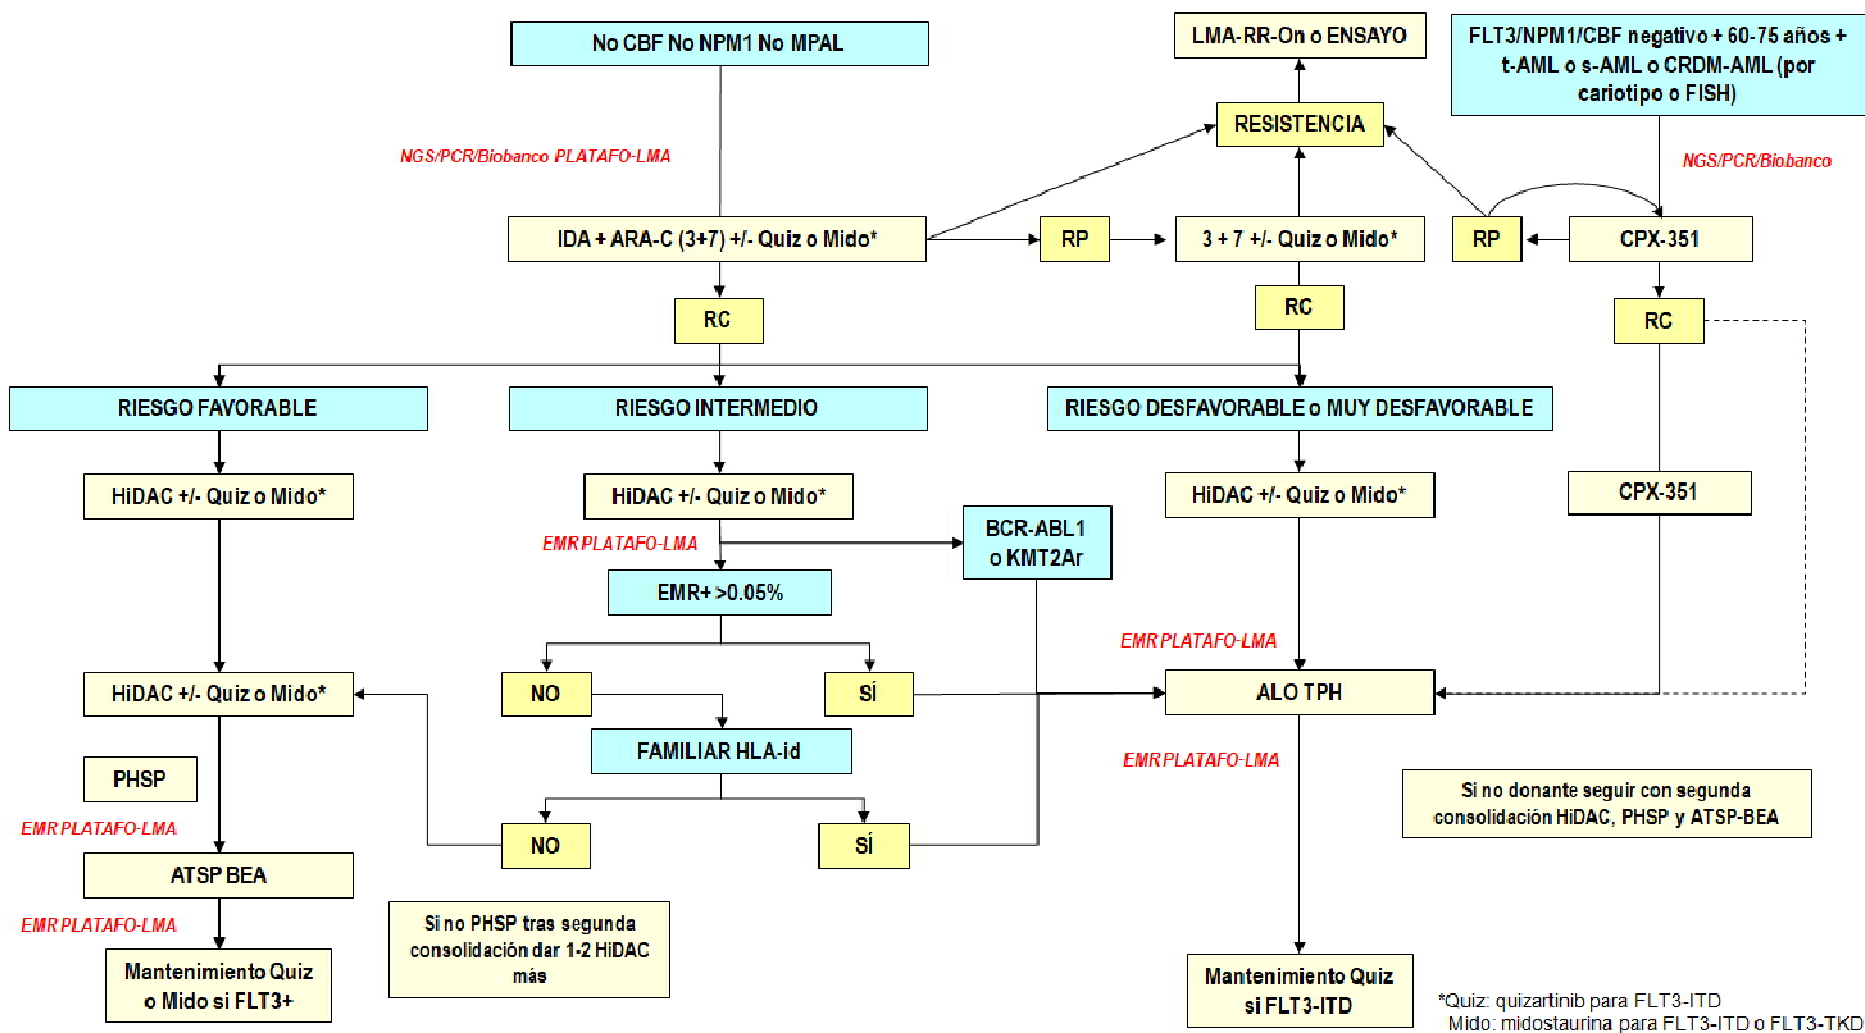 No CBF No NPM1 No MPAL
LMA-RR-On o ENSAYO
FLT3/NPM1/CBF negativo + 60-75 años +
t-AML o s-AML o CRDM-AML (por
cariotipo o FISH)
RESISTENCIA
NGS/PCR/Biobanco PLATAFO-LMA
NGS/PCR/Biobanco
IDA + ARA-C (3+7) +/- Quiz o Mido*
RP
3 + 7 +/- Quiz o Mido*
RP
CPX-351
RC
RC
RC
RIESGO FAVORABLE
RIESGO INTERMEDIO
RIESGO DESFAVORABLE o MUY DESFAVORABLE
HiDAC +/- Quiz o Mido*
HiDAC +/- Quiz o Mido*
HiDAC +/- Quiz o Mido*
CPX-351
EMR PLATAFO-LMA
BCR-ABL1
o KMT2Ar
EMR+ >0.05%
EMR PLATAFO-LMA
HiDAC +/- Quiz o Mido*
NO
SÍ
ALO TPH
FAMILIAR HLA-id
EMR PLATAFO-LMA
PHSP
Si no donante seguir con segunda
consolidación HiDAC, PHSP y ATSP-BEA
EMR PLATAFO-LMA
NO
SÍ
ATSP BEA
EMR PLATAFO-LMA
Si no PHSP tras segunda
consolidación dar 1-2 HiDAC
más
Mantenimiento Quiz
o Mido si FLT3+
Mantenimiento Quiz
si FLT3-ITD
*Quiz: quizartinib para FLT3-ITD
Mido: midostaurina para FLT3-ITD o FLT3-TKD